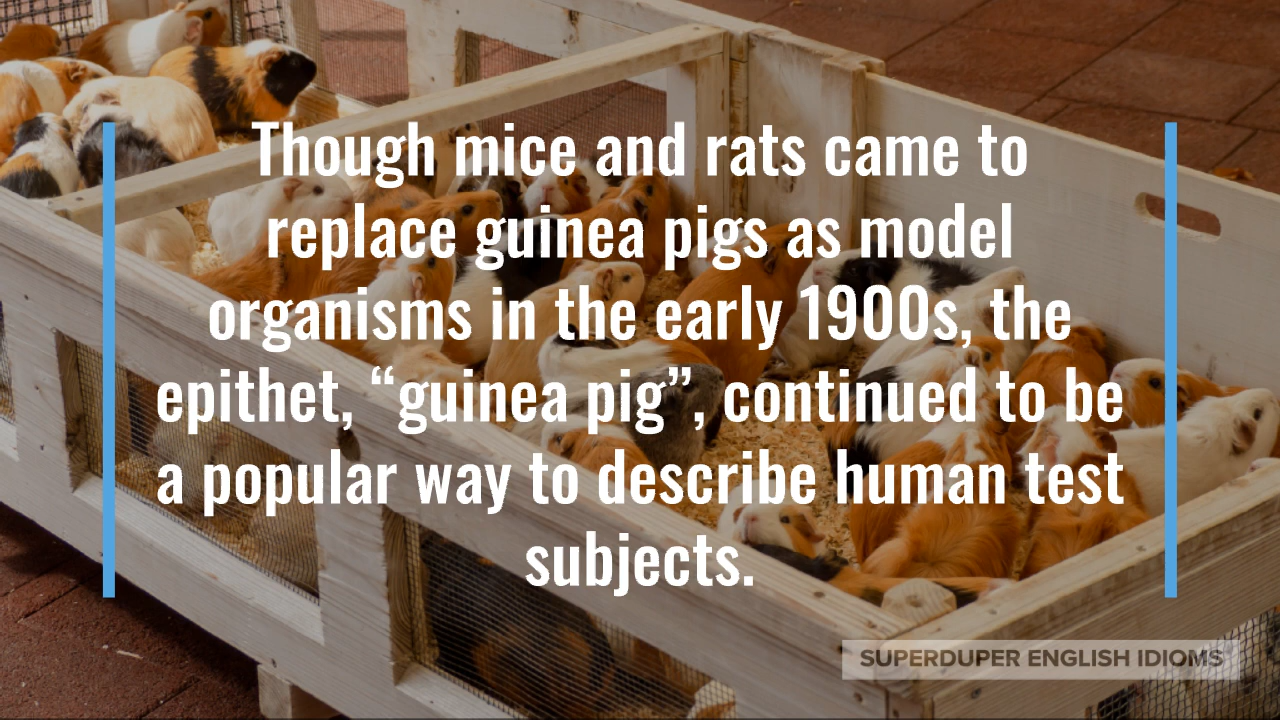 Though mice and rats came to
replace guinea pigs as model
organisms in the early 1900s, the
epithet, “guinea pig”, continued to be
a popular way to describe human test
subjects.
SUPERDUPER ENGLISH IDIOMS